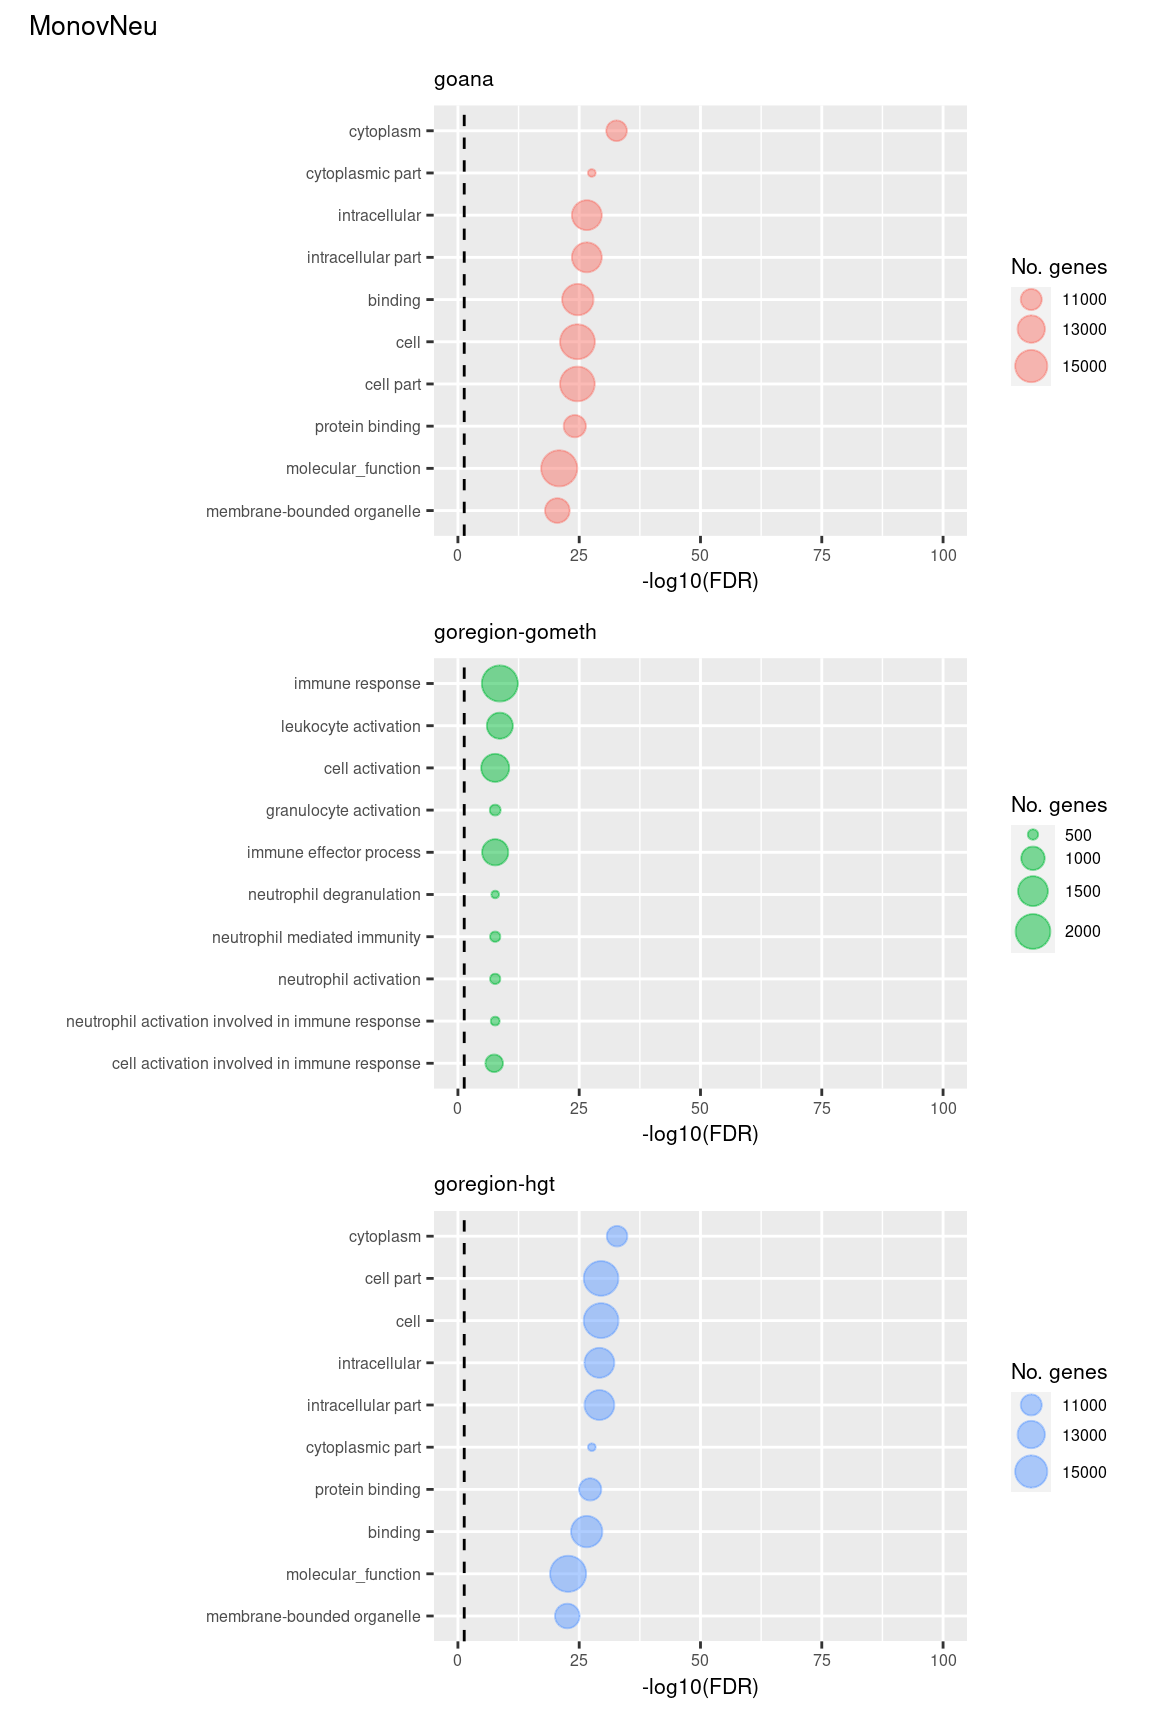 MonovNeu
goana
cytoplasm
cytoplasmic part
intracellular
intracellular part
binding
cell
cell part
protein binding
molecular_function
membrane-bounded organelle
0 25 50 75 100
-log10(FDR)
No. genes
11000
13000
15000
goregion-gometh
immune response
leukocyte activation
cell activation
granulocyte activation
immune effector process
neutrophil degranulation
neutrophil mediated immunity
neutrophil activation
neutrophil activation involved in immune response
cell activation involved in immune response
0 25 50 75 100
-log10(FDR)
No. genes
500
1000
1500
2000
goregion-hgt
cytoplasm
cell part
cell
intracellular
intracellular part
cytoplasmic part
protein binding
binding
molecular_function
membrane-bounded organelle
0 25 50 75 100
-log10(FDR)
No. genes
11000
13000
15000